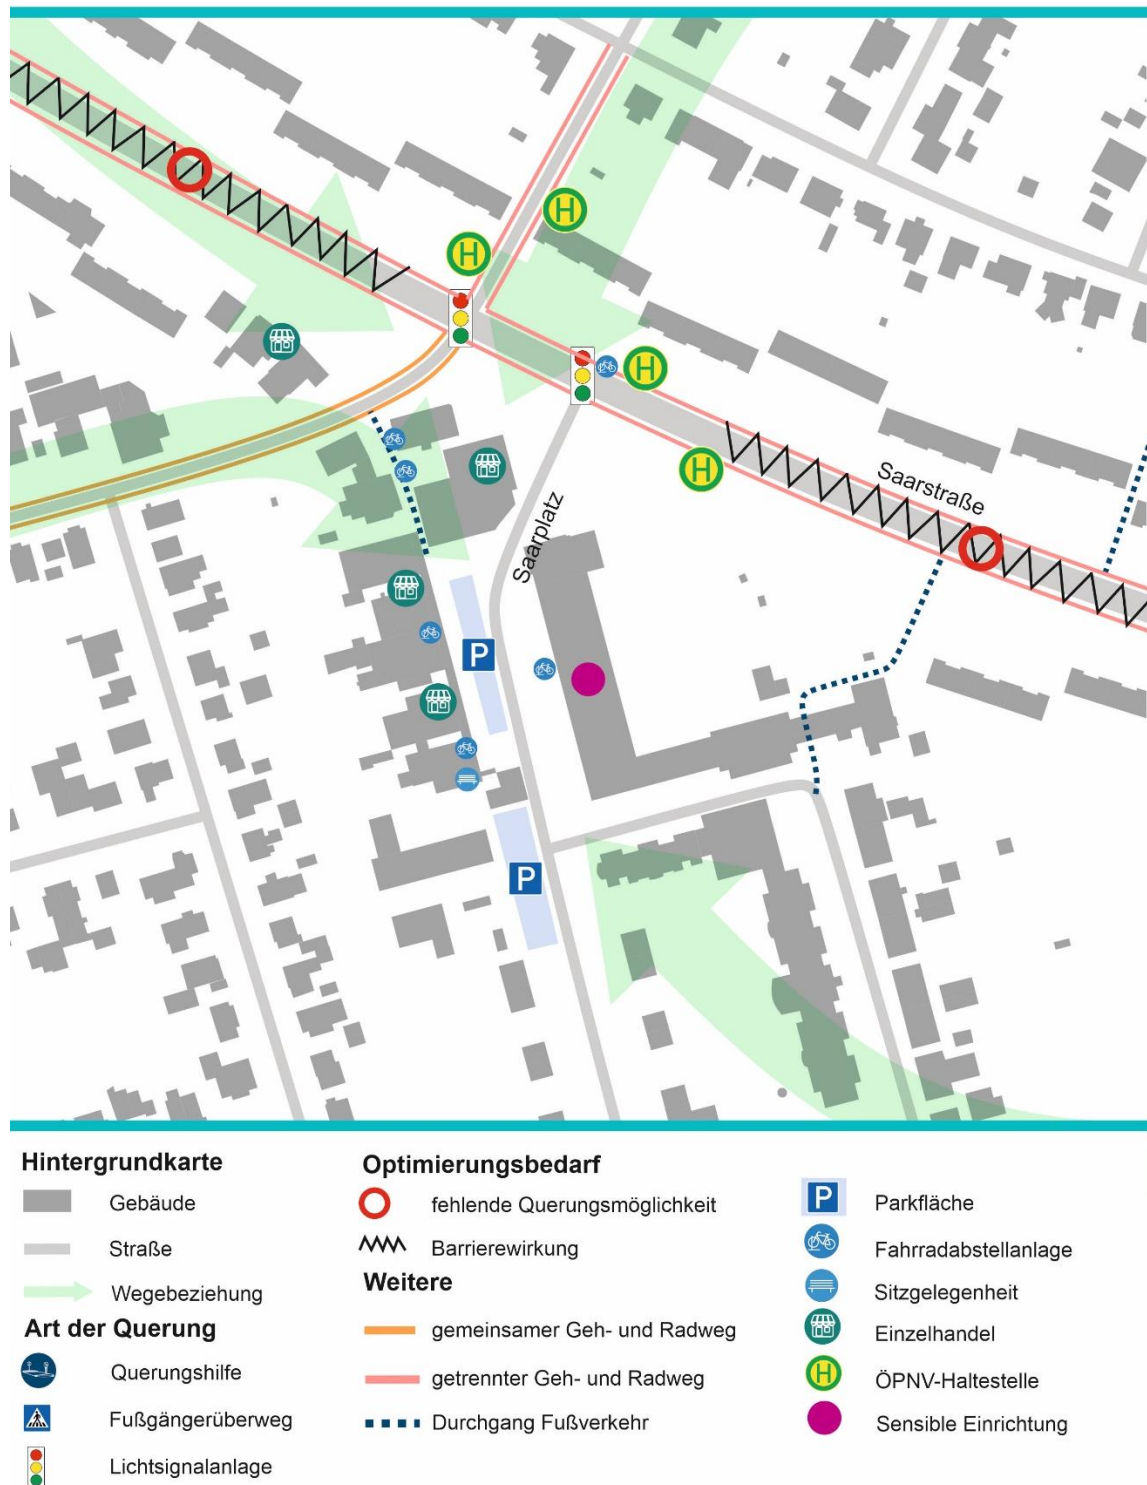 H
H
H
H
Saarstraße
Saarplatz
P
P
Hintergrundkarte
Gebäude
Straße
Wegebeziehung
Art der Querung
Querungshilfe
Fußgängerüberweg
Lichtsignalanlage
Optimierungsbedarf
fehlende Querungsmöglichkeit
Barrierewirkung
Weitere
gemeinsamer Geh- und Radweg
getrennter Geh- und Radweg
Durchgang Fußverkehr
P Parkfläche
Fahrradabstellanlage
Sitzgelegenheit
Einzelhandel
H ÖPNV-Haltestelle
Sensible Einrichtung